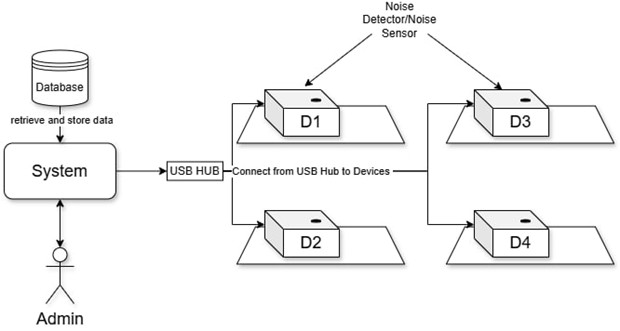 Noise
Detector/Noise
Sensor
Database
retrieve and store data
D1
D3
System
USB HUB
Connect from USB Hub to Devices
D2
D4
Admin